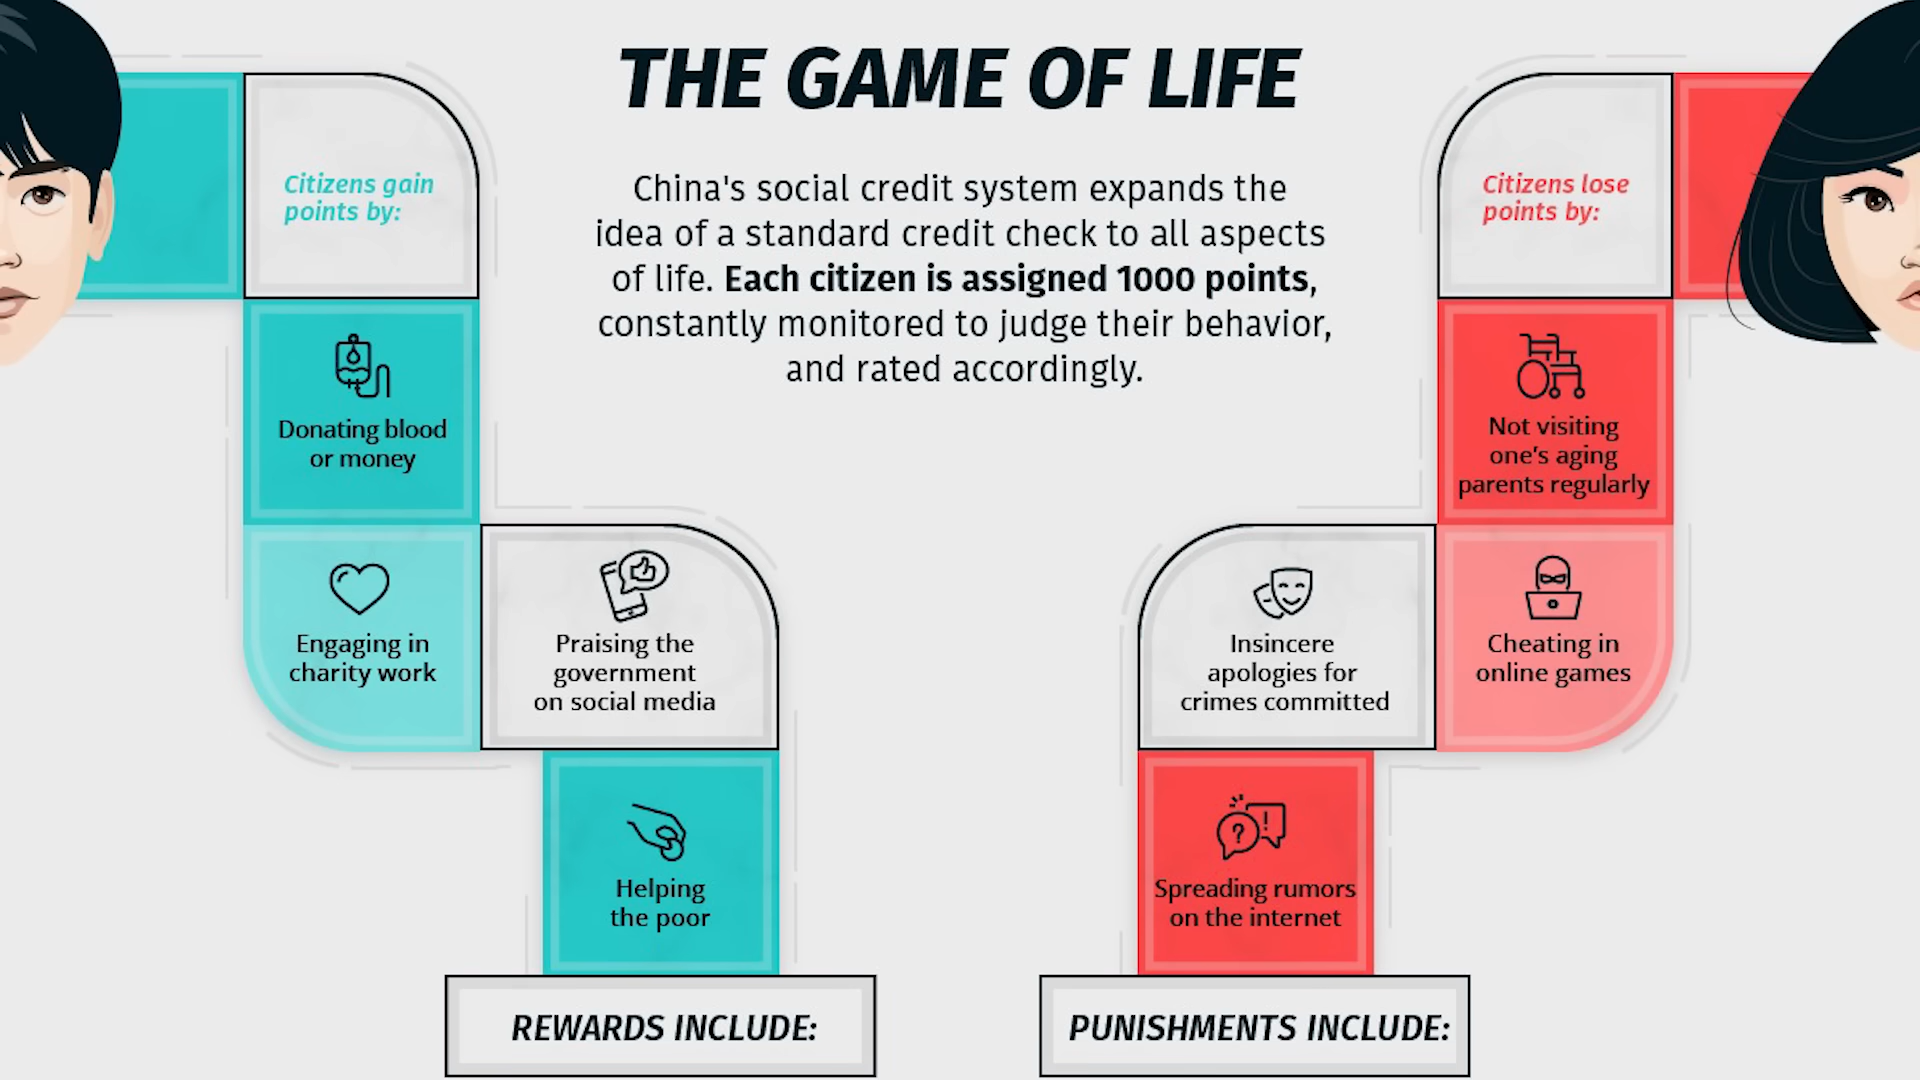 THE GAME OF LIFE
China's social credit system expands the
idea of a standard credit check to all aspects
of life. Each citizen is assigned 1000 points,
constantly monitored to judge their behavior,
and rated accordingly.
Citizens gain
points by:
Donating blood
or money
Engaging in
charity work
Praising the
government
on social media
Helping
the poor
REWARDS INCLUDE:
Citizens lose
points by:
Not visiting
one's aging
parents regularly
Cheating in
online games
Insincere
apologies for
crimes committed
Spreading rumors
on the internet
PUNISHMENTS INCLUDE: